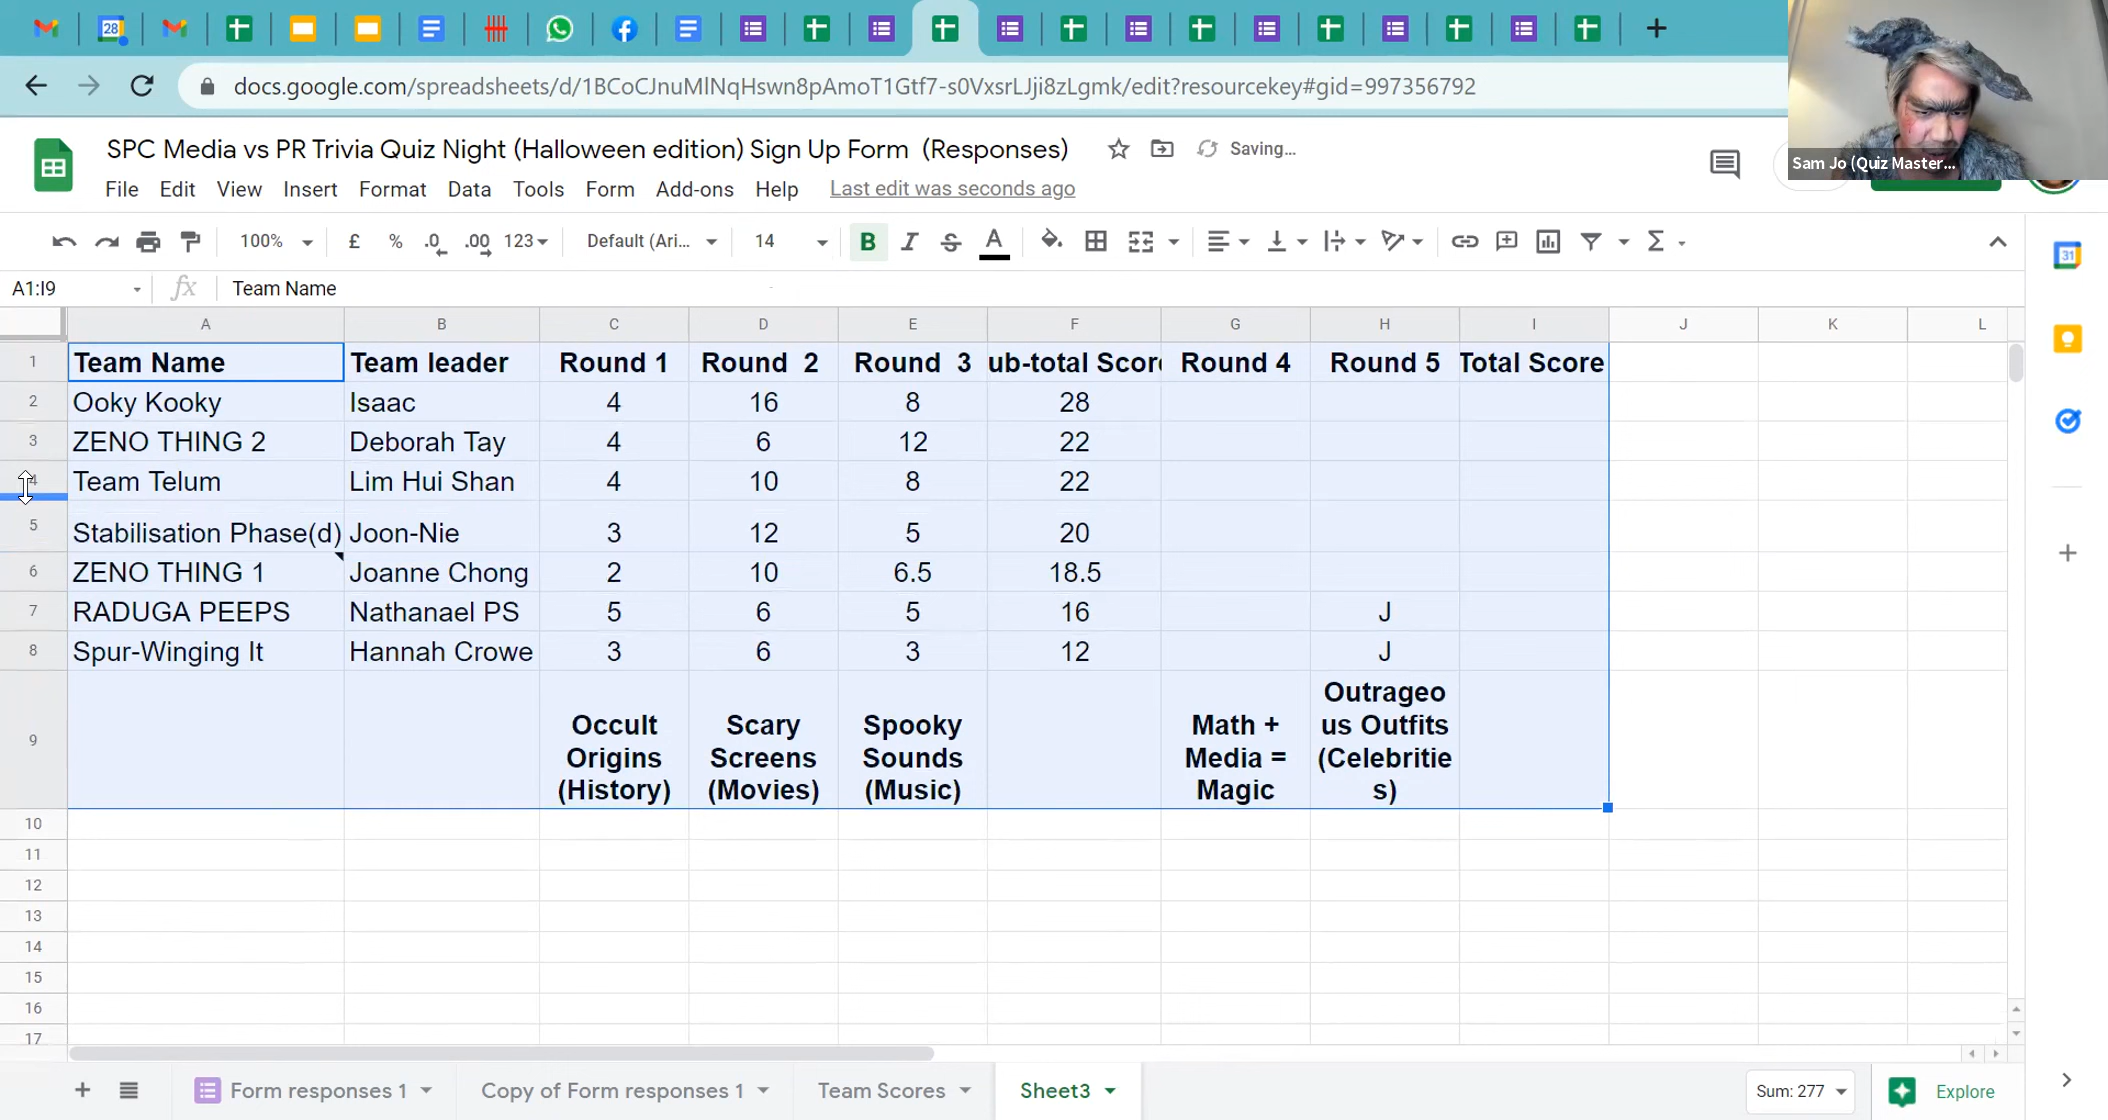 28
docs.google.com/spreadsheets/d/1BCoCJnuMlNqHswn8pAmoT1Gtf7-s0VxsrLJji8zLgmk/edit?resourcekey#gid=997356792
SPC Media vs PR Trivia Quiz Night (Halloween edition) Sign Up Form (Responses)
Saving...
Sam Jo (Quiz Master...
File Edit View Insert Format Data Tools Form Add-ons Help Last edit was seconds ago
100% £ % .0 .00 123 Default (Ari... 14 B I S A Σ
31
A1:I9 fx Team Name
A B C D E F G H I J K L
1 Team Name Team leader Round 1 Round 2 Round 3 ub-total Scor Round 4 Round 5 Total Score
2 Ooky Kooky Isaac 4 16 8 28
3 ZENO THING 2 Deborah Tay 4 6 12 22
4 Team Telum Lim Hui Shan 4 10 8 22
5 Stabilisation Phase(d) Joon-Nie 3 12 5 20
6 ZENO THING 1 Joanne Chong 2 10 6.5 18.5
7 RADUGA PEEPS Nathanael PS 5 6 5 16 J
8 Spur-Winging It Hannah Crowe 3 6 3 12 J
9 Occult Origins (History) Scary Screens (Movies) Spooky Sounds (Music) Math + Media = Magic Outrageo us Outfits (Celebritie s)
10
11
12
13
14
15
16
17
Form responses 1 Copy of Form responses 1 Team Scores Sheet3 Sum: 277 Explore